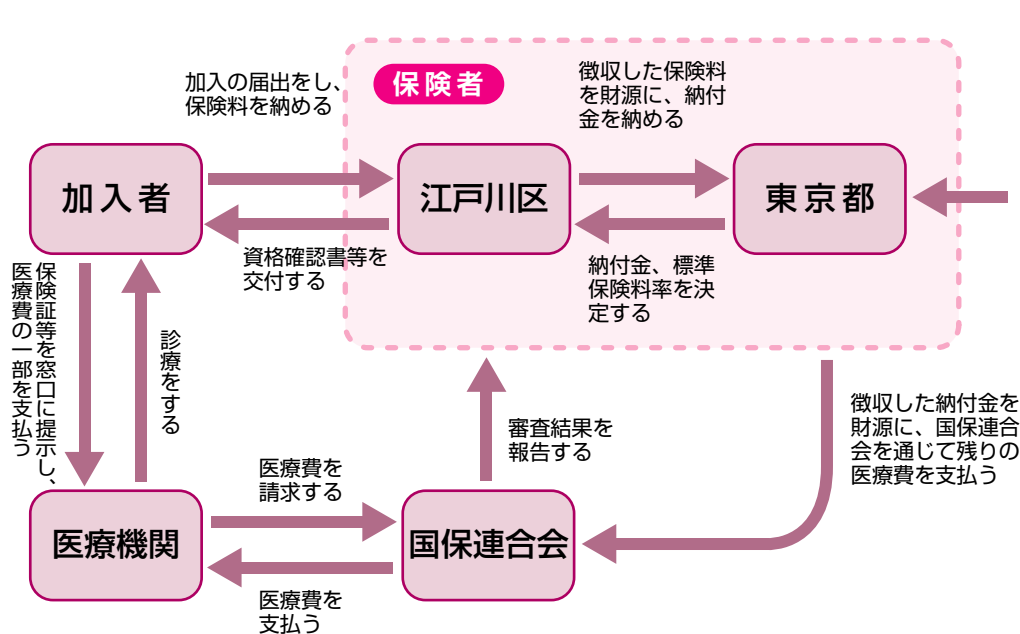 加入の届出をし、
保険料を納める
保険者
徴収した保険料
を財源に、納付
金を納める
加入者
江戸川区
東京都
資格確認書等を
交付する
納付金、標準
保険料率を決
定する
保険証等を窓口に提示し、
医療費の一部を支払う
診療をする
審査結果を
報告する
徴収した納付金を
財源に、国保連合
会を通じて残りの
医療費を支払う
医療費を
請求する
医療機関
国保連合会
医療費を
支払う